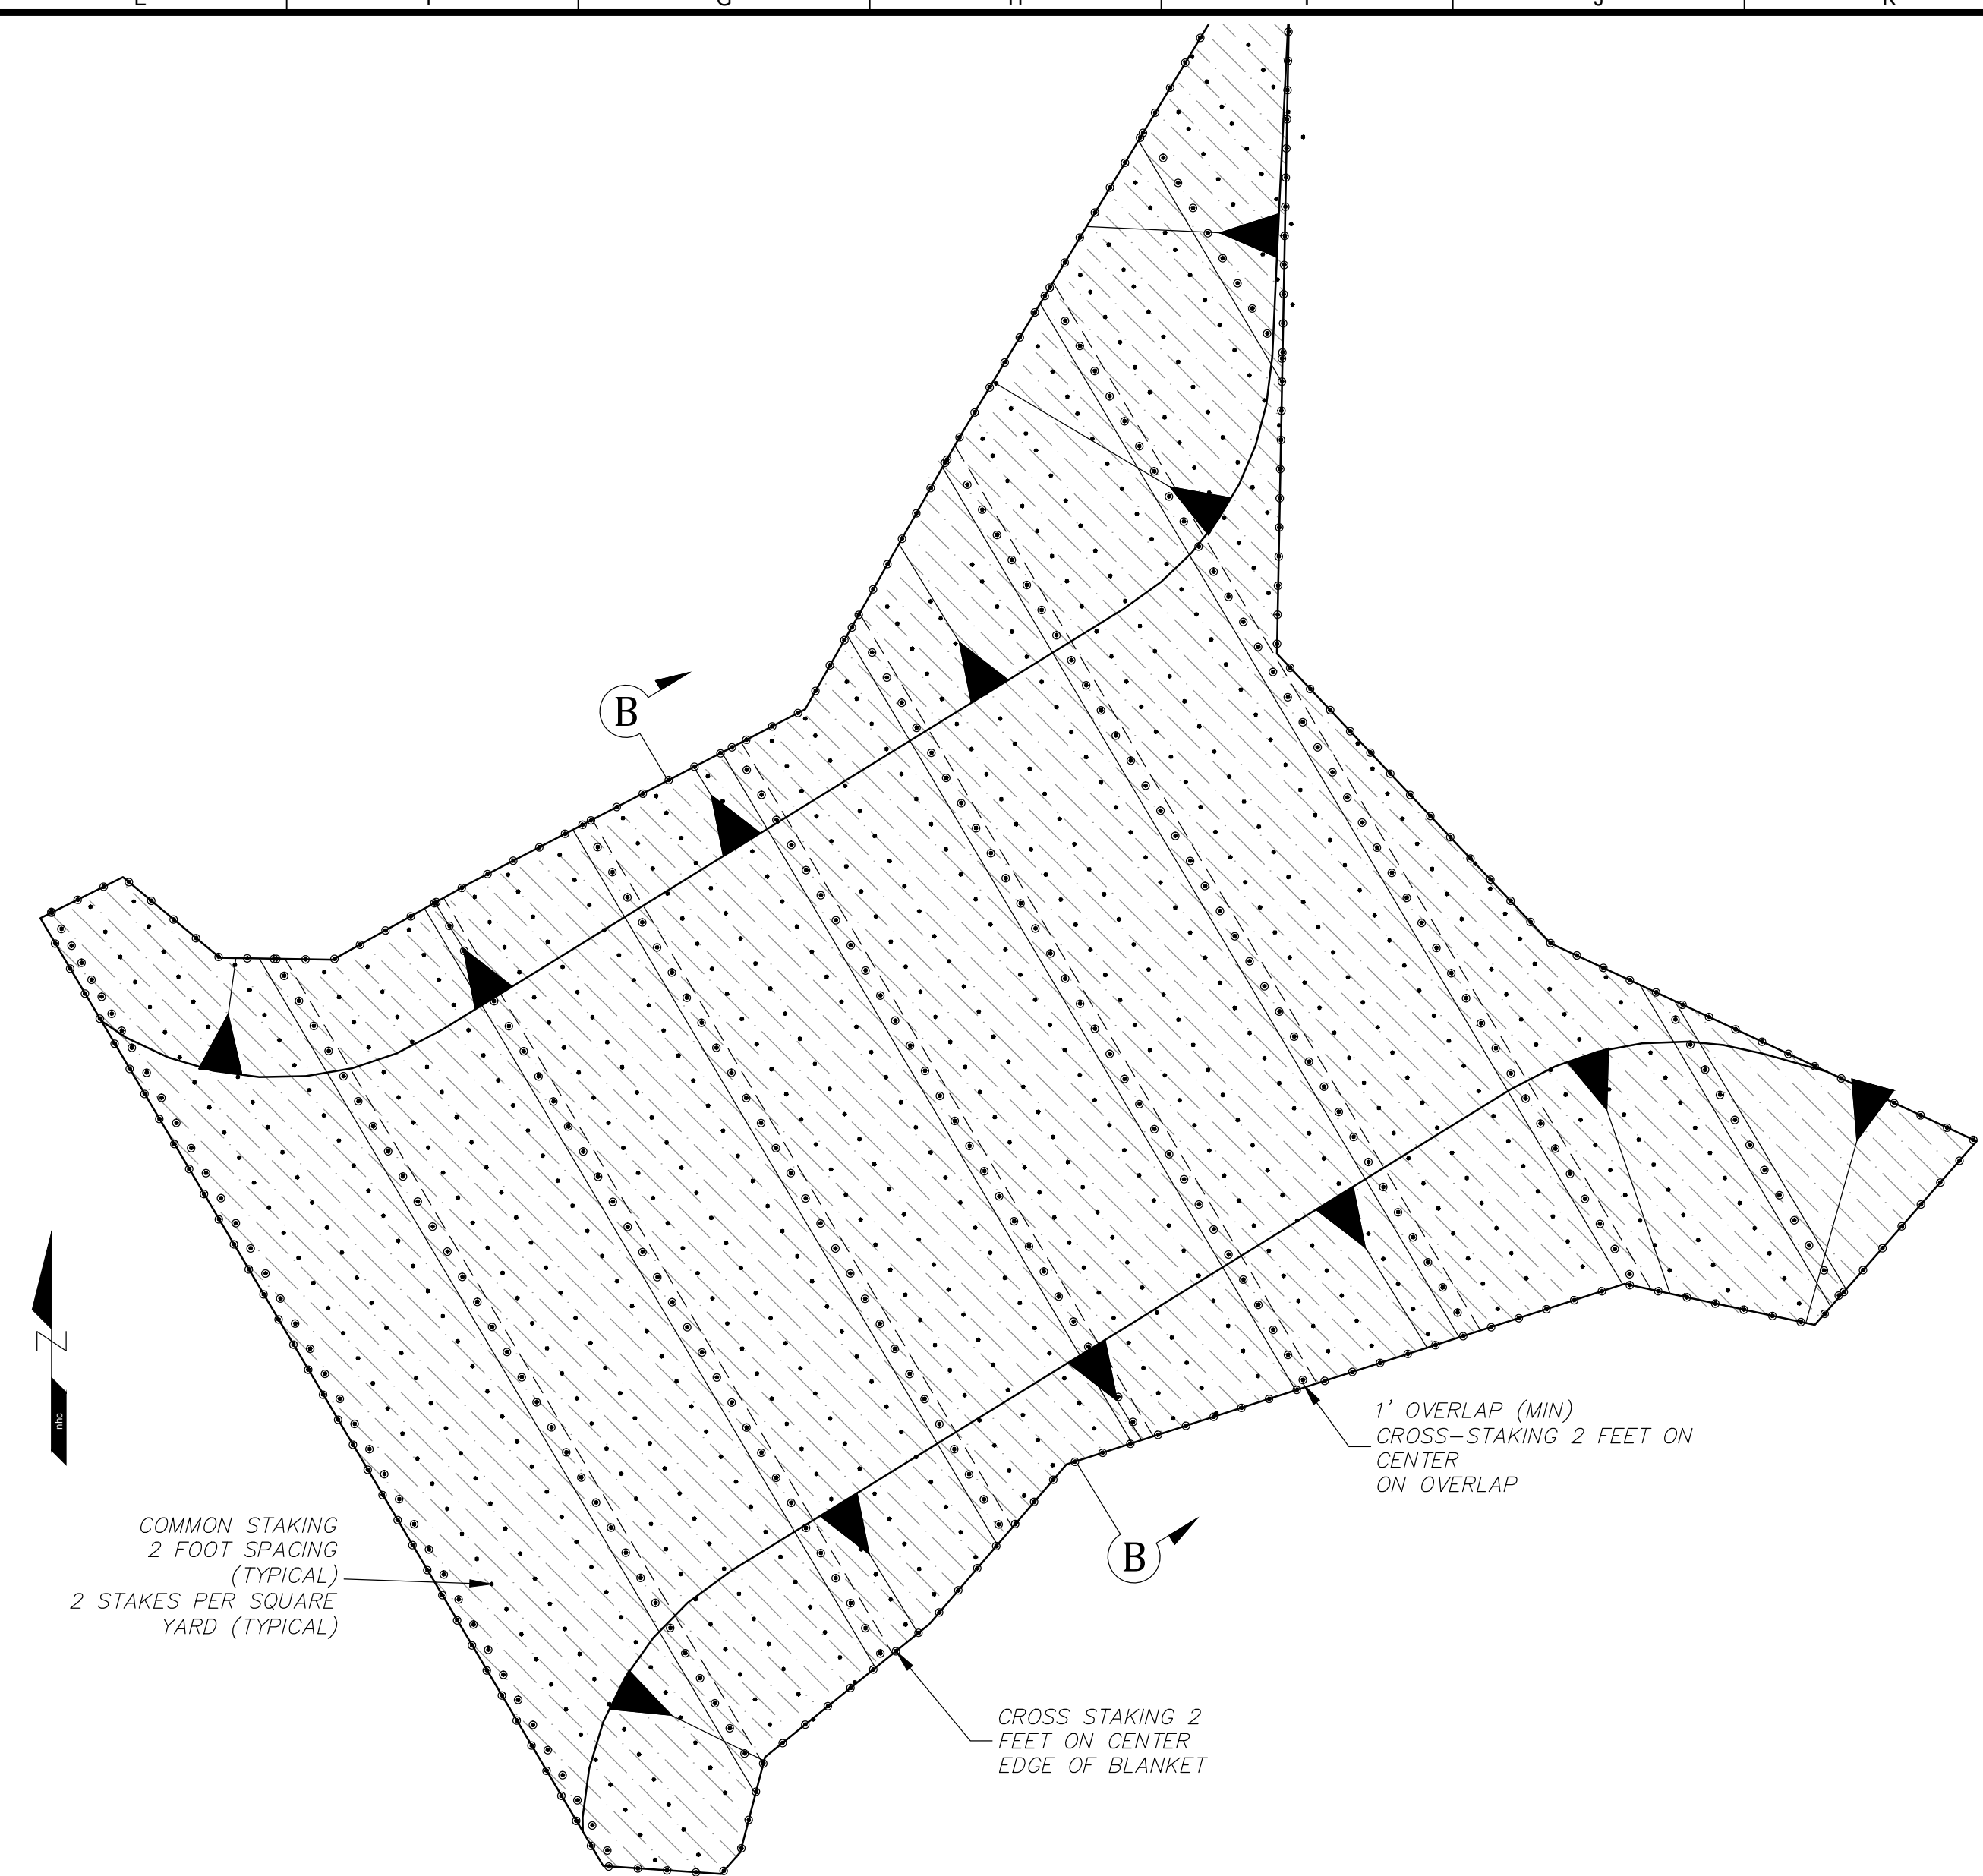 B
1' OVERLAP (MIN)
CROSS-STAKING 2 FEET ON
CENTER
ON OVERLAP
COMMON STAKING
2 FOOT SPACING
(TYPICAL)
2 STAKES PER SQUARE
YARD (TYPICAL)
B
CROSS STAKING 2
FEET ON CENTER
EDGE OF BLANKET
Z
nhc